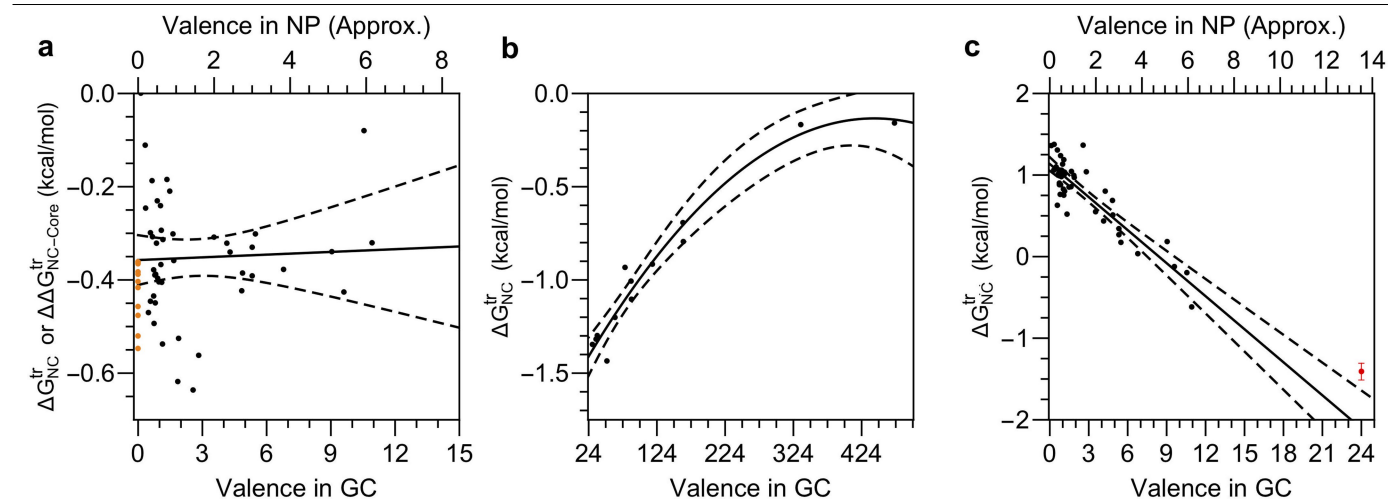 a
Valence in NP (Approx.)
0 2 4 6 8
ΔG^tr_NC or ΔΔG^tr_NC–Core (kcal/mol)
0.0
−0.2
−0.4
−0.6
0 3 6 9 12 15
Valence in GC
b
ΔG^tr_NC (kcal/mol)
0.0
−0.5
−1.0
−1.5
24 124 224 324 424
Valence in GC
c
Valence in NP (Approx.)
0 2 4 6 8 10 12 14
ΔG^tr_NC (kcal/mol)
2
1
0
−1
−2
0 3 6 9 12 15 18 21 24
Valence in GC